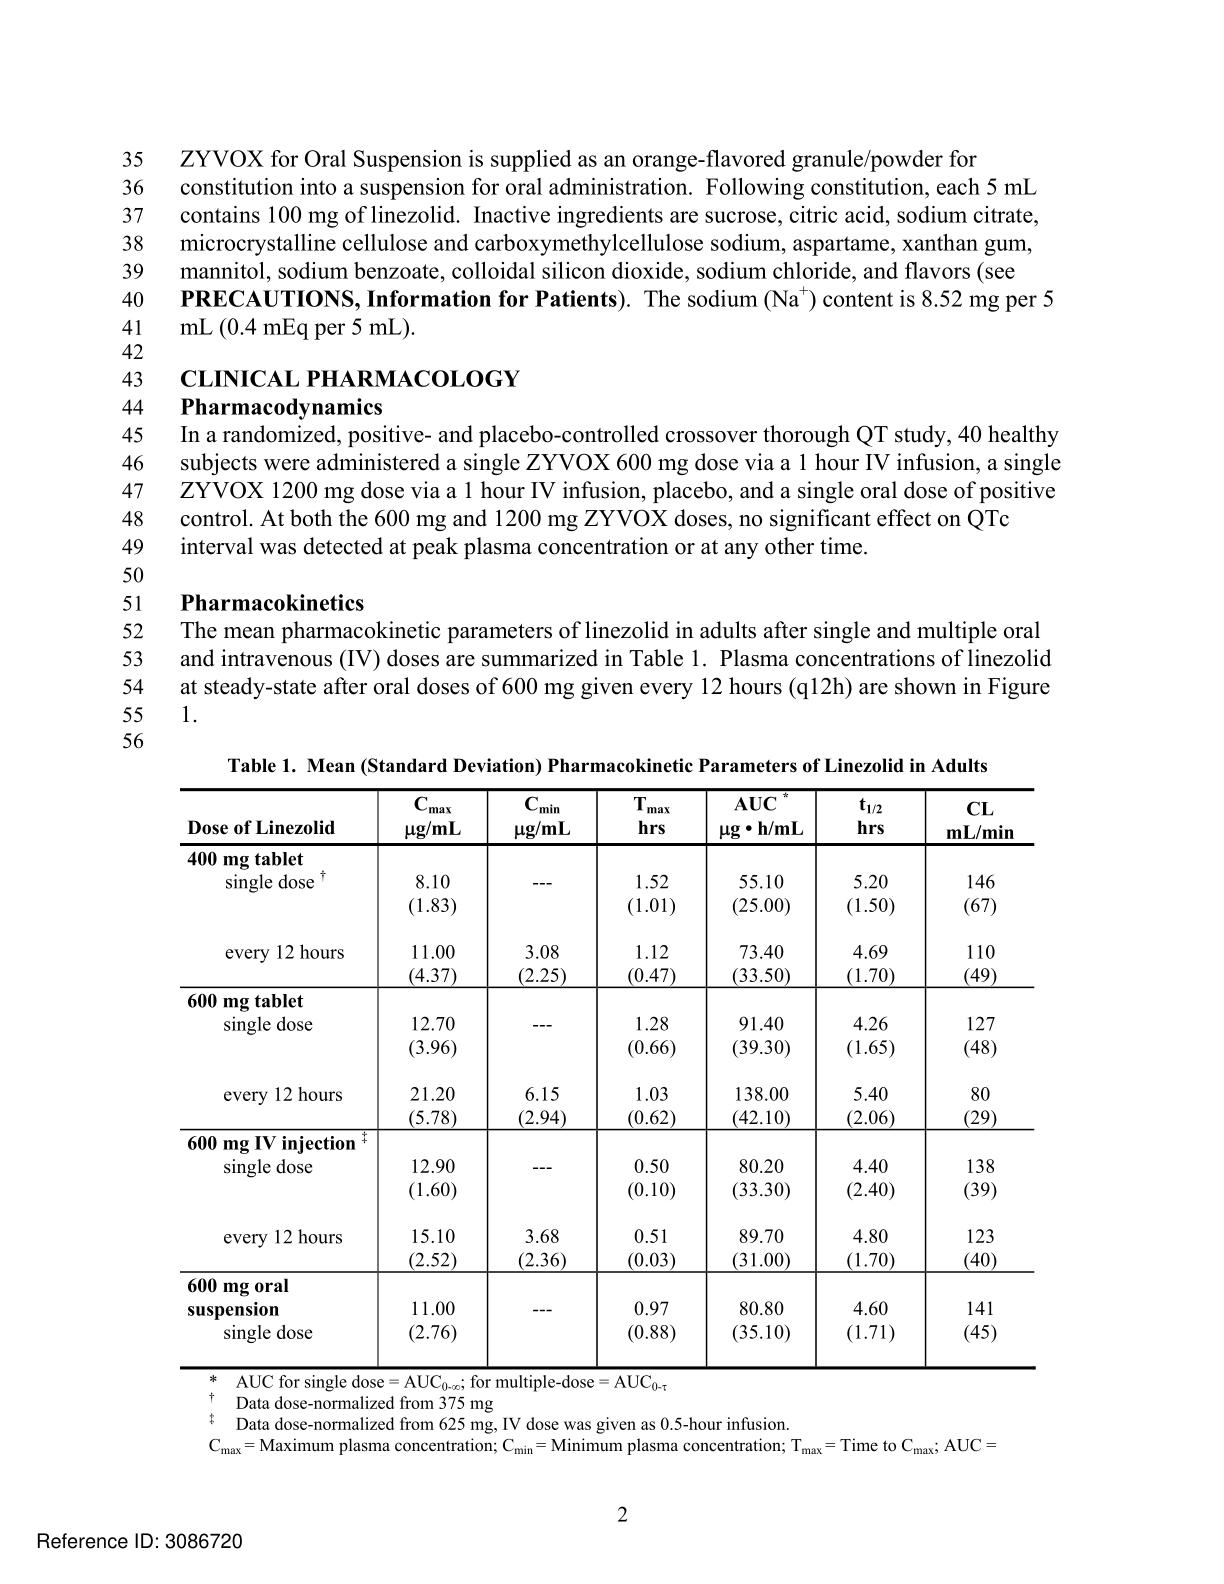 35 ZYVOX for Oral Suspension is supplied as an orange-flavored granule/powder for
36 constitution into a suspension for oral administration.  Following constitution, each 5 mL
37 contains 100 mg of linezolid.  Inactive ingredients are sucrose, citric acid, sodium citrate,
38 microcrystalline cellulose and carboxymethylcellulose sodium, aspartame, xanthan gum,
39 mannitol, sodium benzoate, colloidal silicon dioxide, sodium chloride, and flavors (see
40 PRECAUTIONS, Information for Patients).  The sodium (Na⁺) content is 8.52 mg per 5
41 mL (0.4 mEq per 5 mL).
42
43 CLINICAL PHARMACOLOGY
44 Pharmacodynamics
45 In a randomized, positive- and placebo-controlled crossover thorough QT study, 40 healthy
46 subjects were administered a single ZYVOX 600 mg dose via a 1 hour IV infusion, a single
47 ZYVOX 1200 mg dose via a 1 hour IV infusion, placebo, and a single oral dose of positive
48 control. At both the 600 mg and 1200 mg ZYVOX doses, no significant effect on QTc
49 interval was detected at peak plasma concentration or at any other time.
50
51 Pharmacokinetics
52 The mean pharmacokinetic parameters of linezolid in adults after single and multiple oral
53 and intravenous (IV) doses are summarized in Table 1.  Plasma concentrations of linezolid
54 at steady-state after oral doses of 600 mg given every 12 hours (q12h) are shown in Figure
55 1.
56
Table 1.  Mean (Standard Deviation) Pharmacokinetic Parameters of Linezolid in Adults
Cmax Cmin Tmax AUC * t1/2 CL
Dose of Linezolid µg/mL µg/mL hrs µg • h/mL hrs mL/min
400 mg tablet
single dose † 8.10 --- 1.52 55.10 5.20 146
(1.83) (1.01) (25.00) (1.50) (67)
every 12 hours 11.00 3.08 1.12 73.40 4.69 110
(4.37) (2.25) (0.47) (33.50) (1.70) (49)
600 mg tablet
single dose 12.70 --- 1.28 91.40 4.26 127
(3.96) (0.66) (39.30) (1.65) (48)
every 12 hours 21.20 6.15 1.03 138.00 5.40 80
(5.78) (2.94) (0.62) (42.10) (2.06) (29)
600 mg IV injection ‡
single dose 12.90 --- 0.50 80.20 4.40 138
(1.60) (0.10) (33.30) (2.40) (39)
every 12 hours 15.10 3.68 0.51 89.70 4.80 123
(2.52) (2.36) (0.03) (31.00) (1.70) (40)
600 mg oral
suspension 11.00 --- 0.97 80.80 4.60 141
single dose (2.76) (0.88) (35.10) (1.71) (45)
* AUC for single dose = AUC0-∞; for multiple-dose = AUC0-τ
† Data dose-normalized from 375 mg
‡ Data dose-normalized from 625 mg, IV dose was given as 0.5-hour infusion.
Cmax = Maximum plasma concentration; Cmin = Minimum plasma concentration; Tmax = Time to Cmax; AUC =
2
Reference ID: 3086720